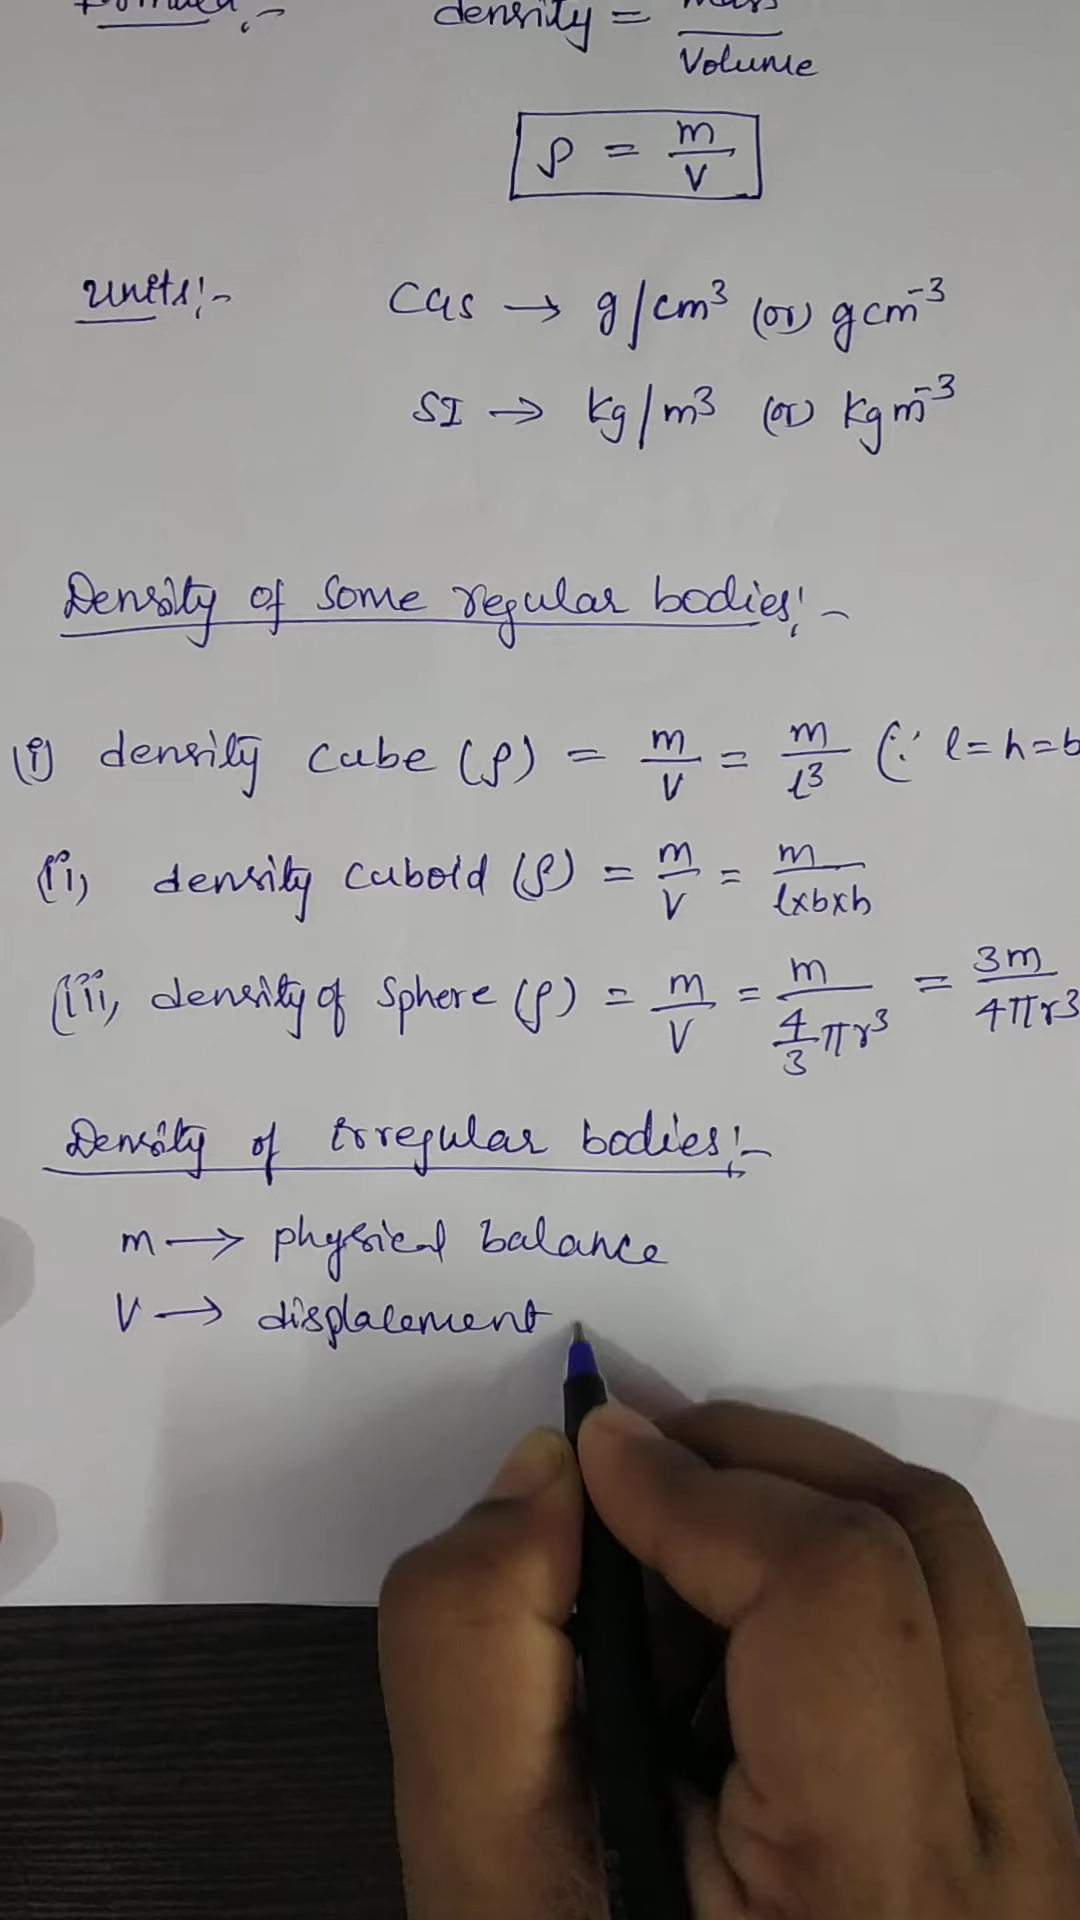 density = mass / Volume
ρ = m/v
Units:-
CGS → g/cm³ (or) gcm⁻³
SI → kg/m³ (or) kgm⁻³
Density of some regular bodies:-
(i) density cube (ρ) = m/V = m/l³ (∵ l=h=b
(ii) density cuboid (ρ) = m/V = m/l×b×h
(iii) density of sphere (ρ) = m/V = m/(4/3 πr³) = 3m/4πr³
Density of irregular bodies:-
m → physical balance
V → displacement